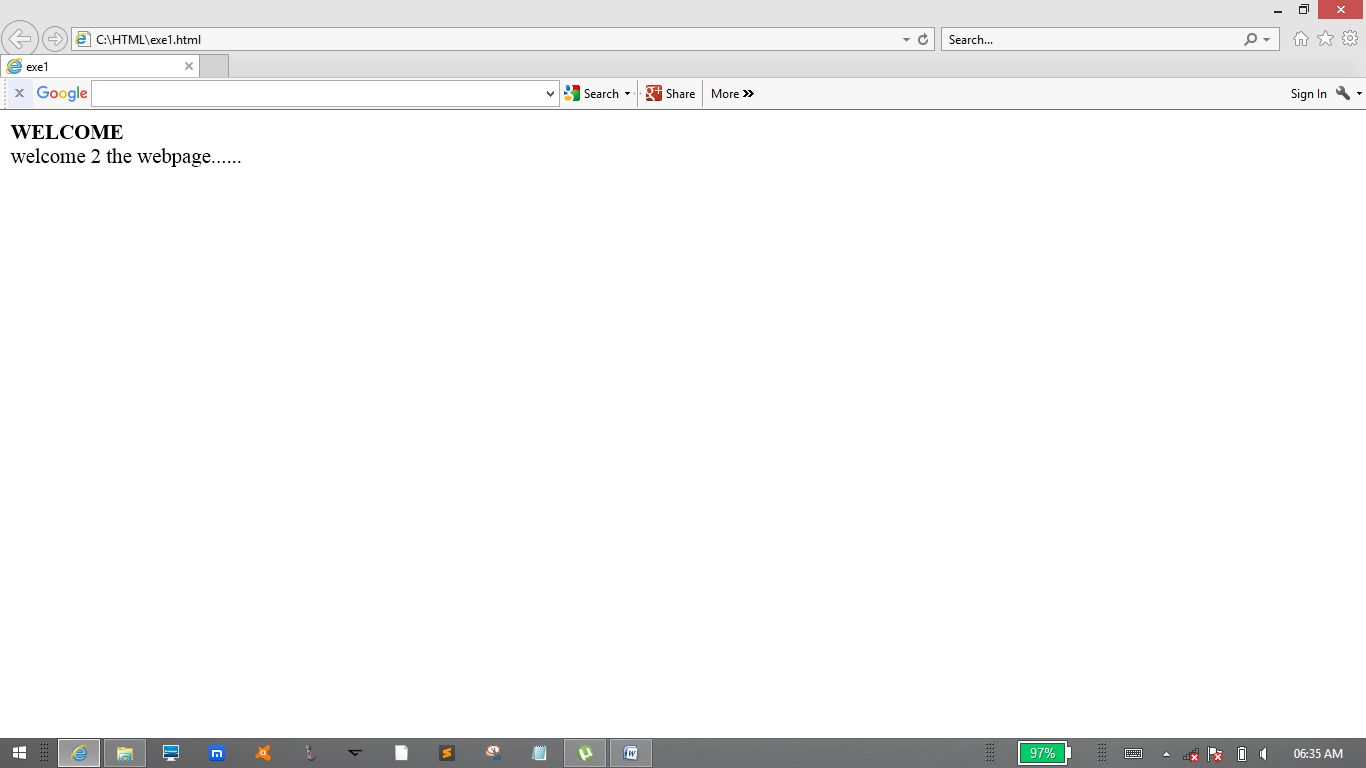 C:\HTML\exe1.html
Search...
exe1
Google Search Share More Sign In
WELCOME
welcome 2 the webpage......
97% 06:35 AM